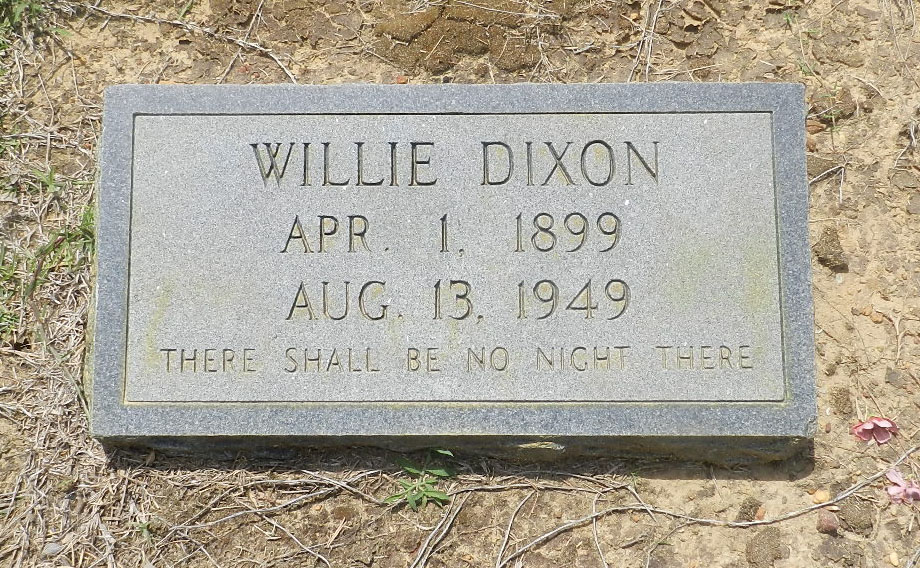 WILLIE DIXON
APR. 1, 1899
AUG. 13, 1949
THERE SHALL BE NO NIGHT THERE